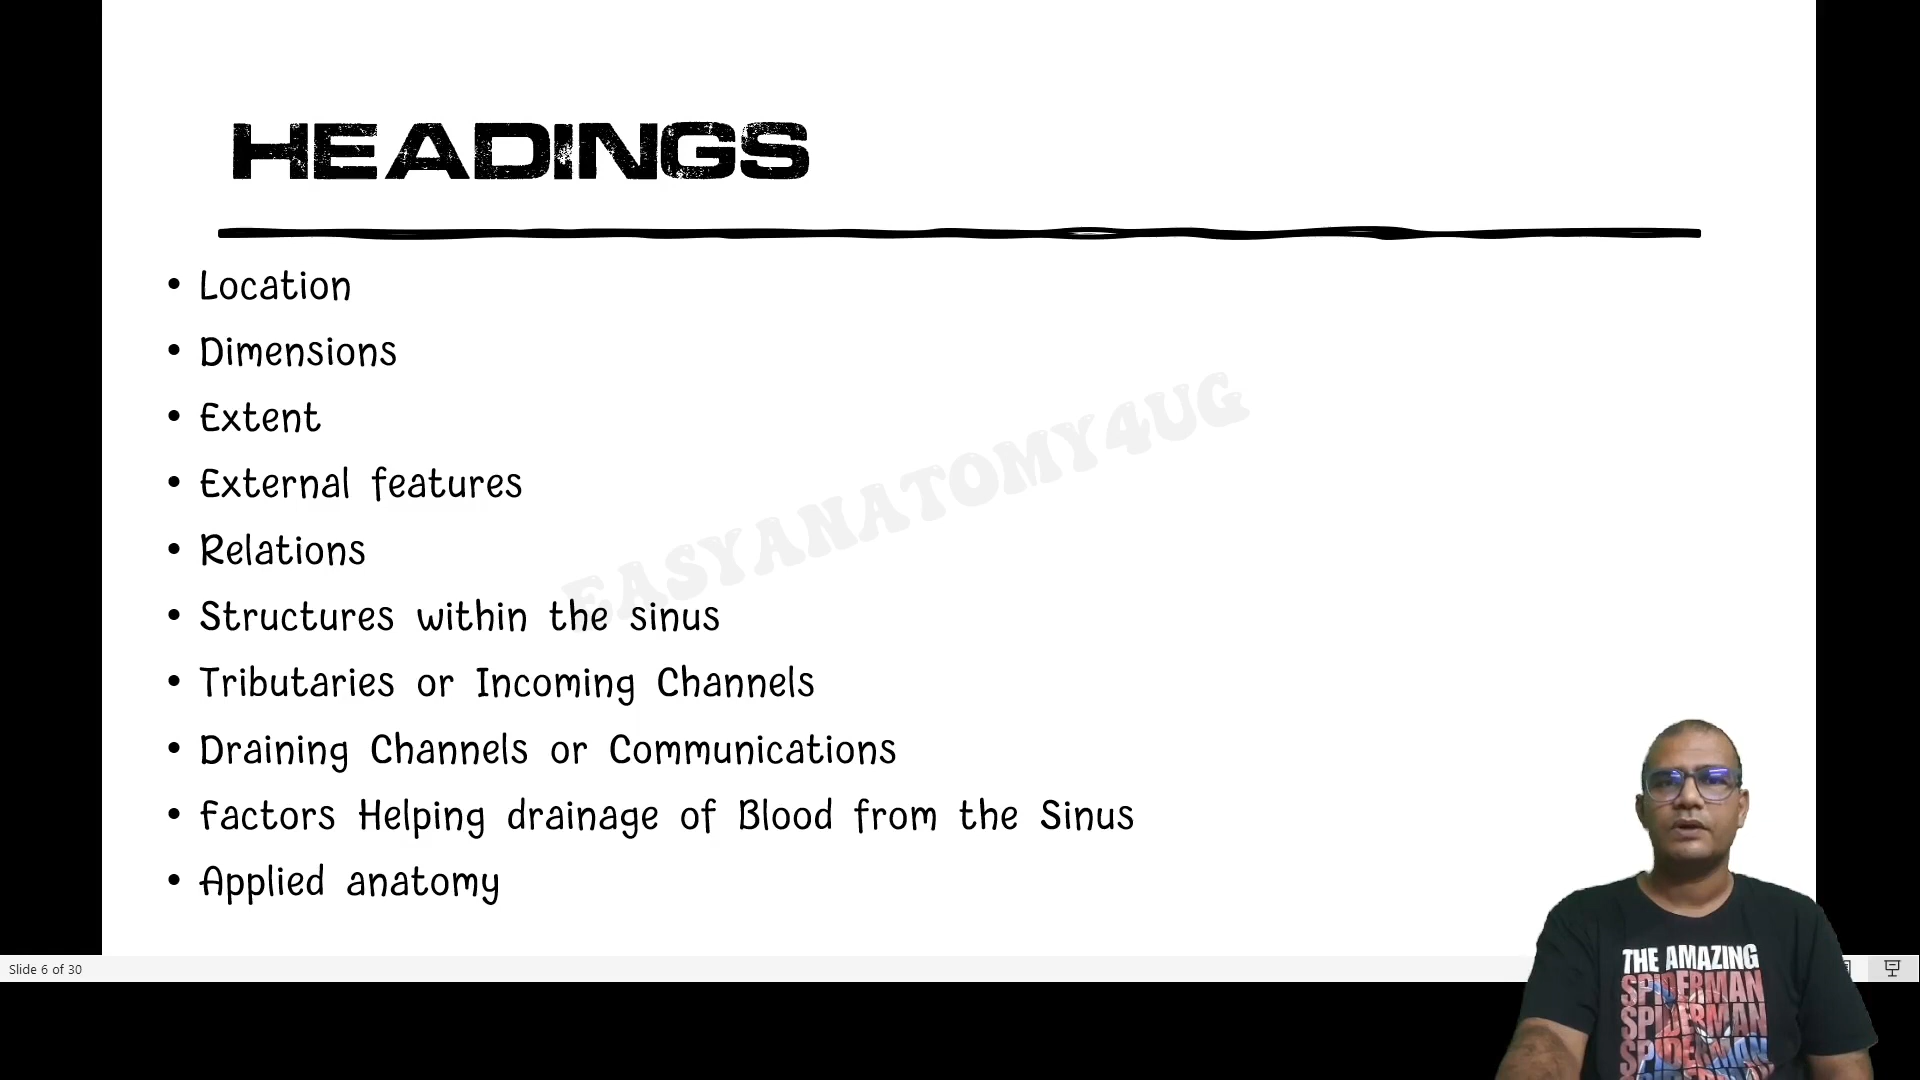 HEADINGS
• Location
• Dimensions
• Extent
• External features
• Relations
• Structures within the sinus
• Tributaries or Incoming Channels
• Draining Channels or Communications
• Factors Helping drainage of Blood from the Sinus
• Applied anatomy
EASYANATOMY4UG
Slide 6 of 30
THE AMAZING
SPIDERMAN
SPIDERMAN
SPIDERMAN